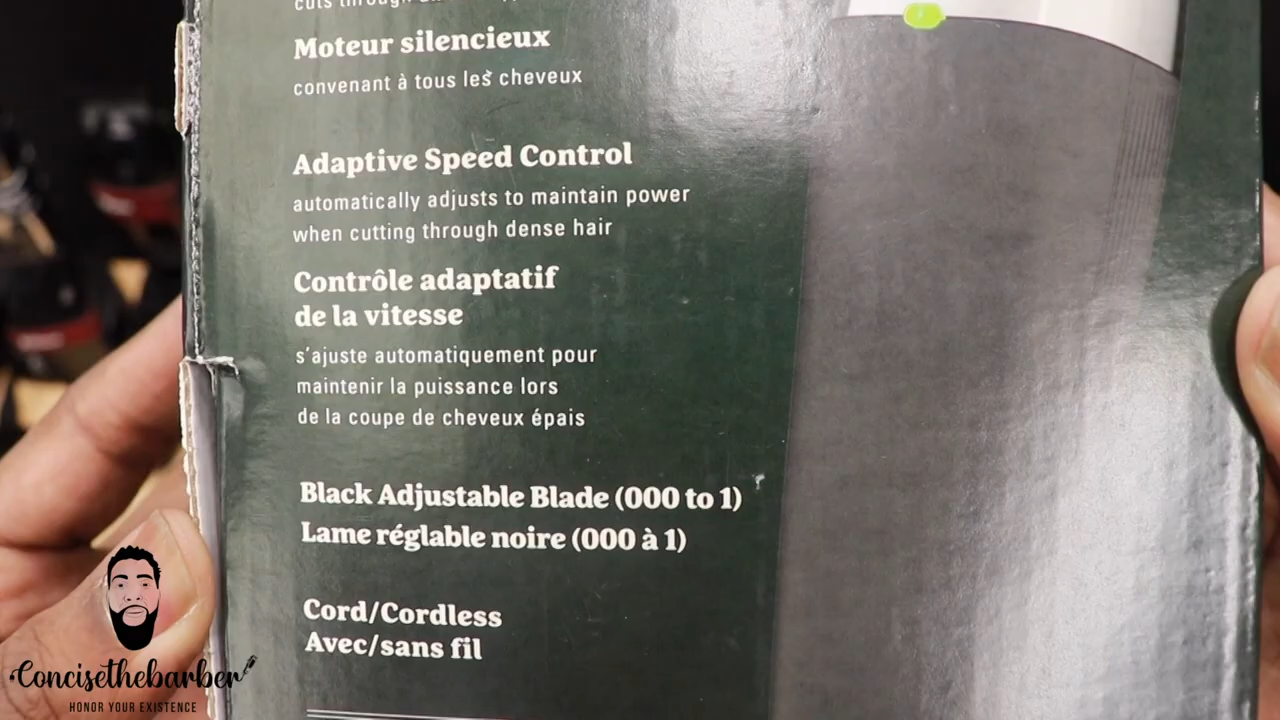 cuts through
Moteur silencieux
convenant à tous les cheveux
Adaptive Speed Control
automatically adjusts to maintain power
when cutting through dense hair
Contrôle adaptatif
de la vitesse
s'ajuste automatiquement pour
maintenir la puissance lors
de la coupe de cheveux épais
Black Adjustable Blade (000 to 1)
Lame réglable noire (000 à 1)
Cord/Cordless
Avec/sans fil
Concisethebarber
HONOR YOUR EXISTENCE